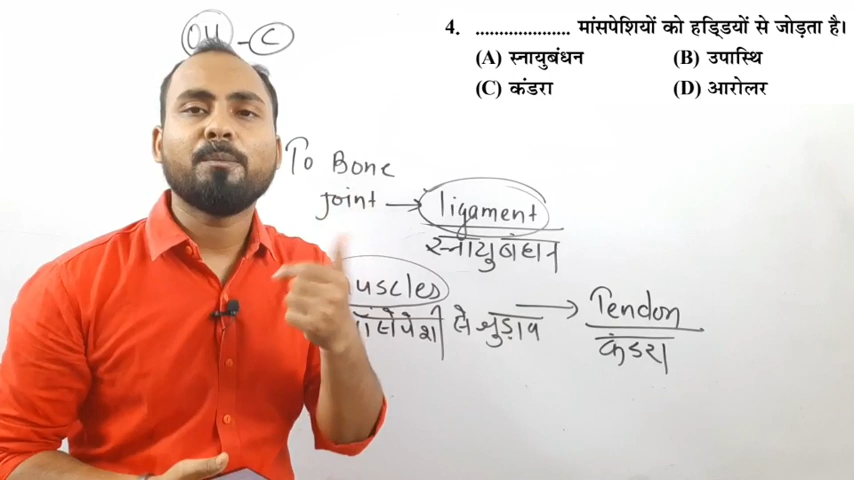 4. ..................... मांसपेशियों को हड्डियों से जोड़ता है।
(A) स्नायुबंधन (B) उपास्थि
(C) कंडरा (D) आरोलर
04 - C
To Bone
Joint → ligament
स्नायुबंधन
muscles
से जुड़ाव → Tendon
कंडरा